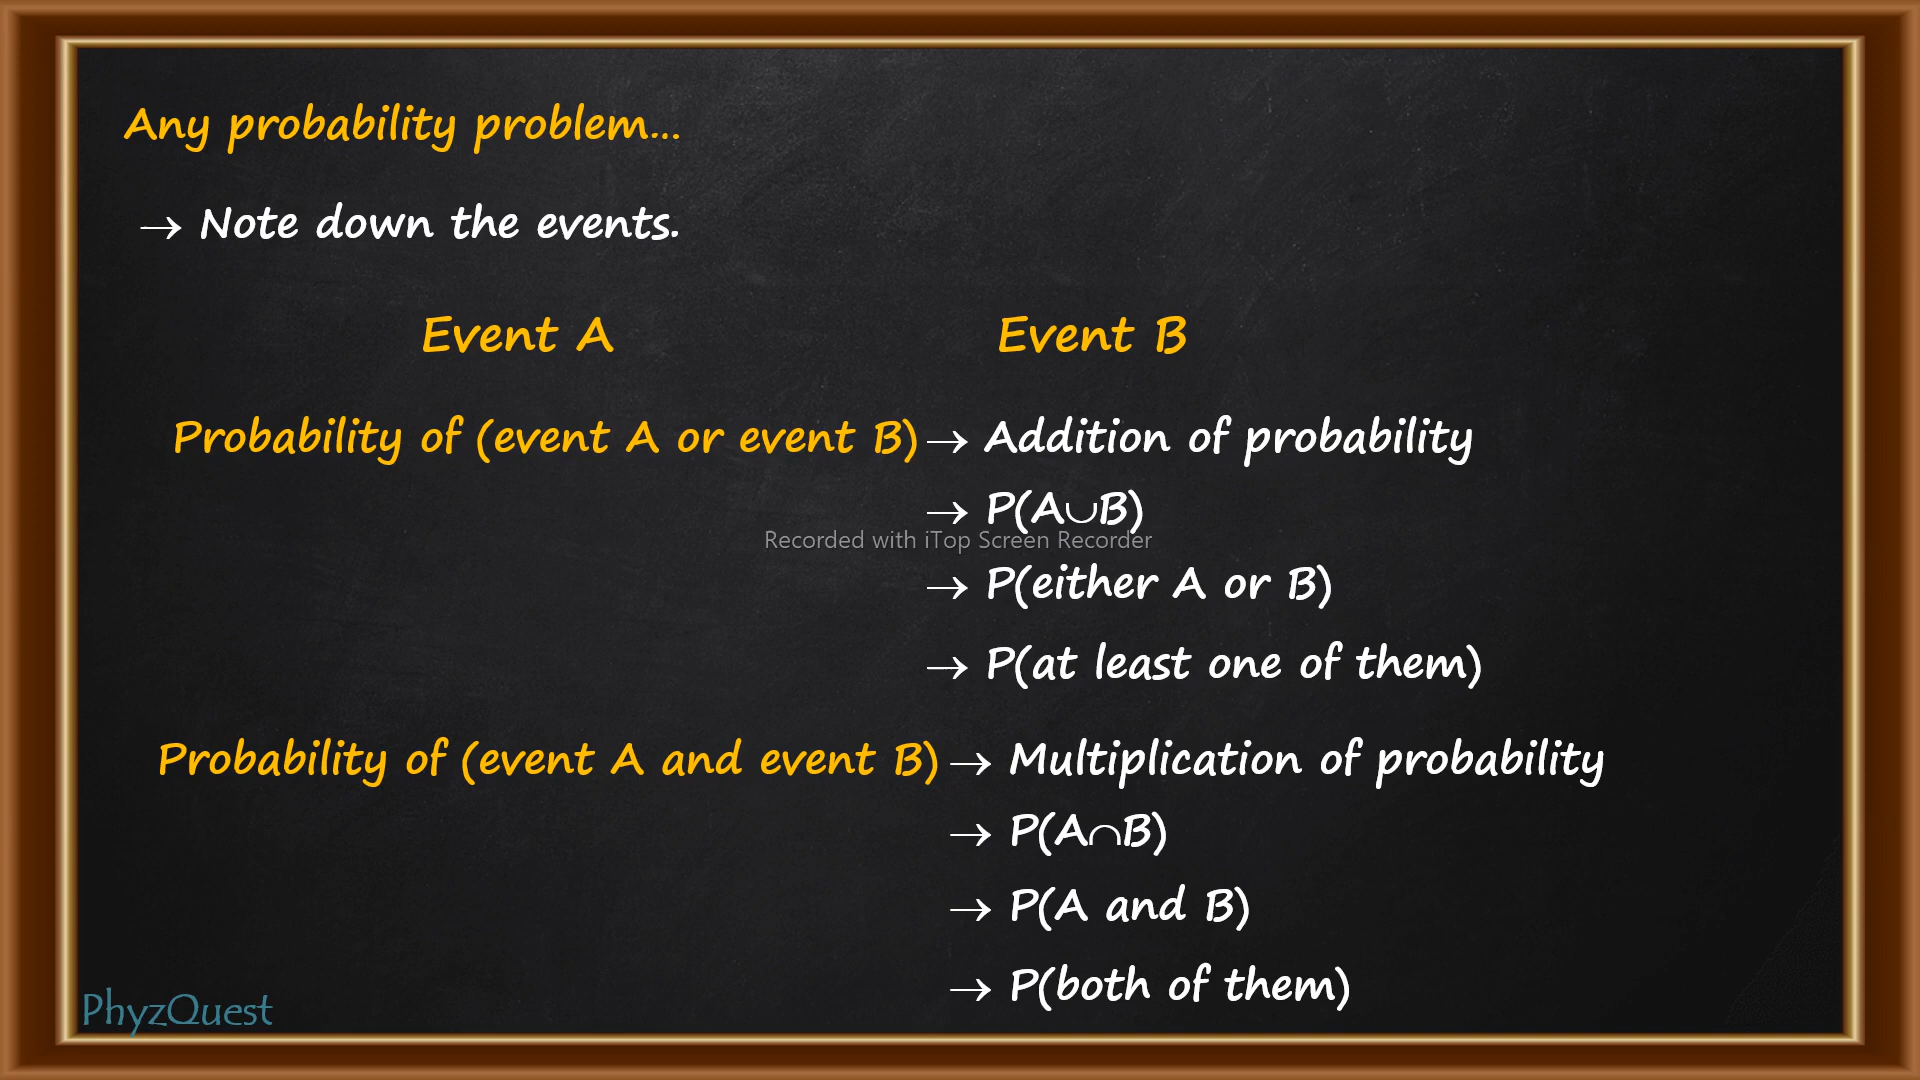 Any probability problem...
→ Note down the events.
Event A Event B
Probability of (event A or event B) → Addition of probability
→ P(A∪B)
Recorded with iTop Screen Recorder
→ P(either A or B)
→ P(at least one of them)
Probability of (event A and event B) → Multiplication of probability
→ P(A∩B)
→ P(A and B)
→ P(both of them)
PhyzQuest